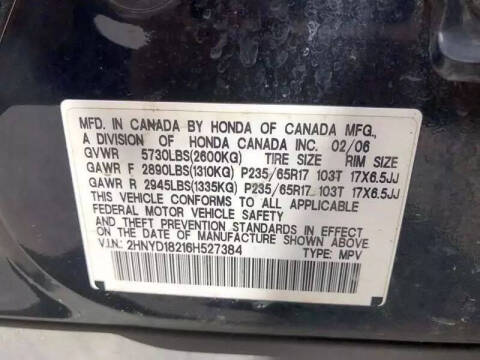 MFD. IN CANADA BY HONDA OF CANADA MFG.,
A DIVISION OF HONDA CANADA INC. 02/06
GVWR 5730LBS(2600KG) TIRE SIZE RIM SIZE
GAWR F 2890LBS(1310KG) P235/65R17 103T 17X6.5JJ
GAWR R 2945LBS(1335KG) P235/65R17 103T 17X6.5JJ
THIS VEHICLE CONFORMS TO ALL APPLICABLE
FEDERAL MOTOR VEHICLE SAFETY
AND THEFT PREVENTION STANDARDS IN EFFECT
ON THE DATE OF MANUFACTURE SHOWN ABOVE.
V.I.N: 2HNYD18216H527384 TYPE: MPV